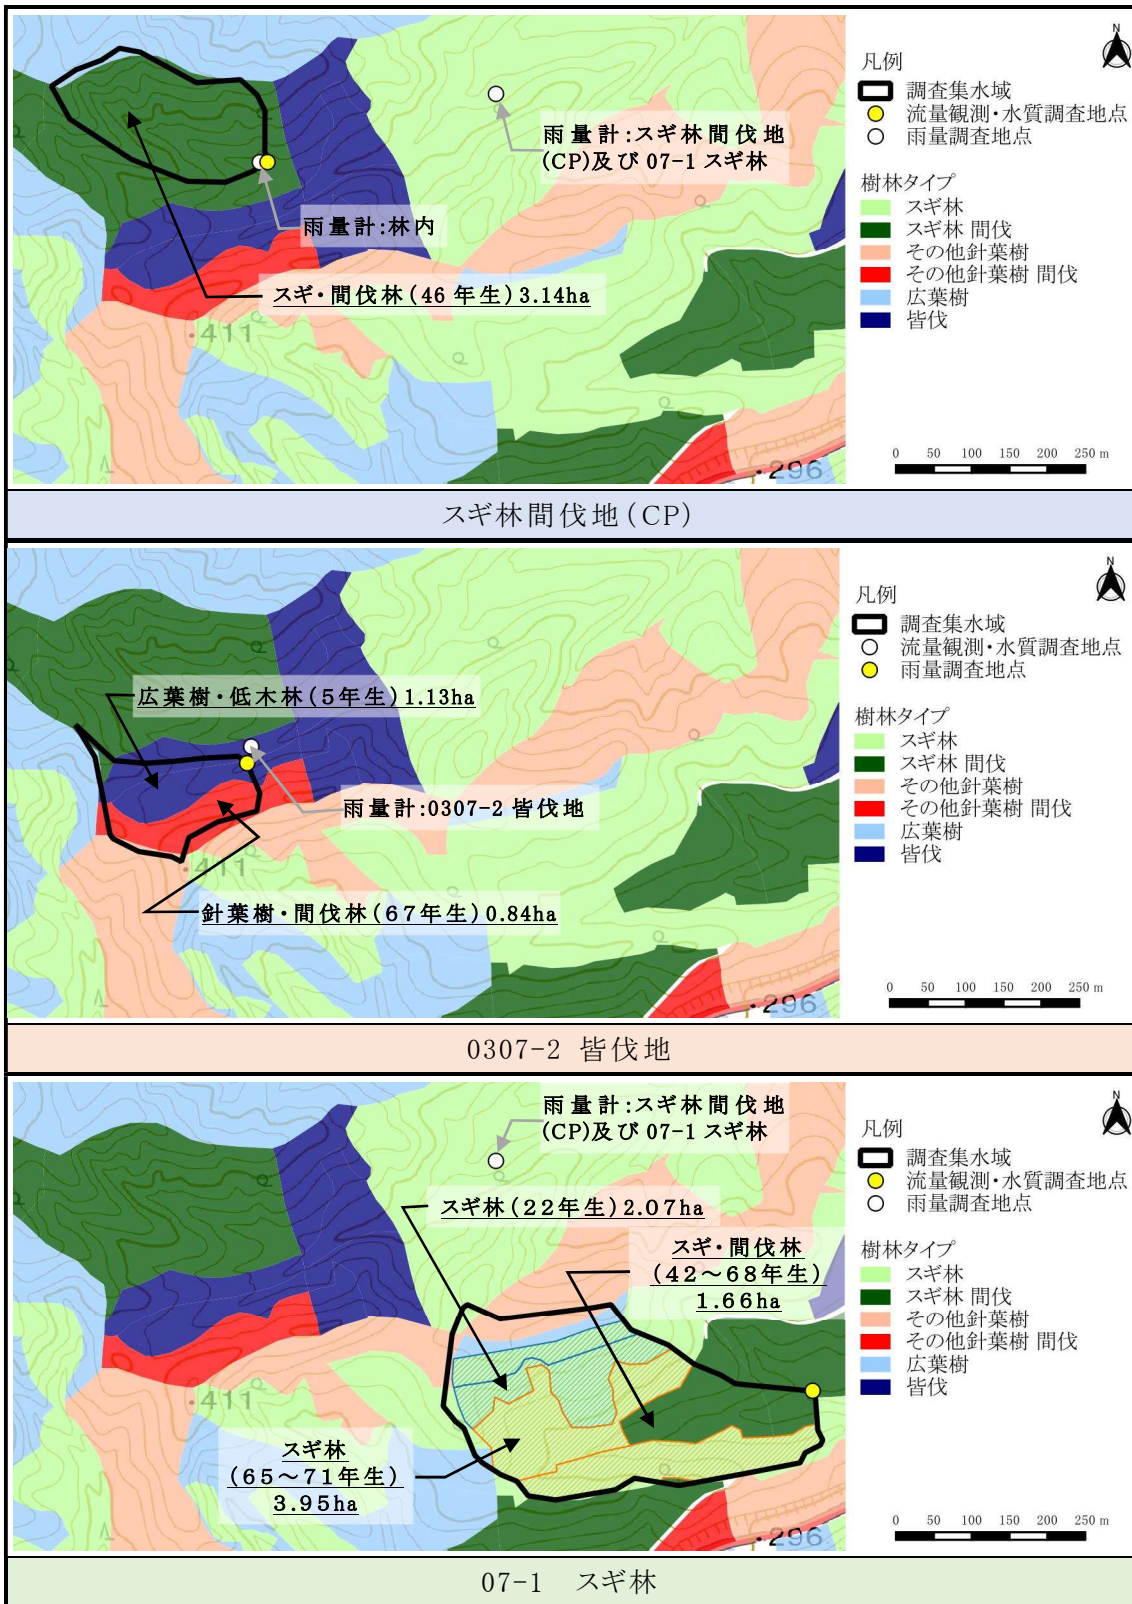 N
凡例
調査集水域
流量観測・水質調査地点
雨量調査地点
雨量計:スギ林間伐地
(CP)及び 07-1 スギ林
樹林タイプ
スギ林
スギ林 間伐
その他針葉樹
その他針葉樹 間伐
広葉樹
皆伐
雨量計:林内
スギ・間伐林(46 年生)3.14ha
411
296
0 50 100 150 200 250 m
スギ林間伐地(CP)
N
凡例
調査集水域
流量観測・水質調査地点
雨量調査地点
広葉樹・低木林(5年生)1.13ha
樹林タイプ
スギ林
スギ林 間伐
その他針葉樹
その他針葉樹 間伐
広葉樹
皆伐
雨量計:0307-2 皆伐地
411
針葉樹・間伐林(67年生)0.84ha
296
0 50 100 150 200 250 m
0307-2 皆伐地
N
雨量計:スギ林間伐地
(CP)及び 07-1 スギ林
凡例
調査集水域
流量観測・水質調査地点
雨量調査地点
スギ林(22年生)2.07ha
スギ・間伐林
(42～68年生)
1.66ha
樹林タイプ
スギ林
スギ林 間伐
その他針葉樹
その他針葉樹 間伐
広葉樹
皆伐
411
スギ林
(65～71年生)
3.95ha
296
0 50 100 150 200 250 m
07-1 スギ林